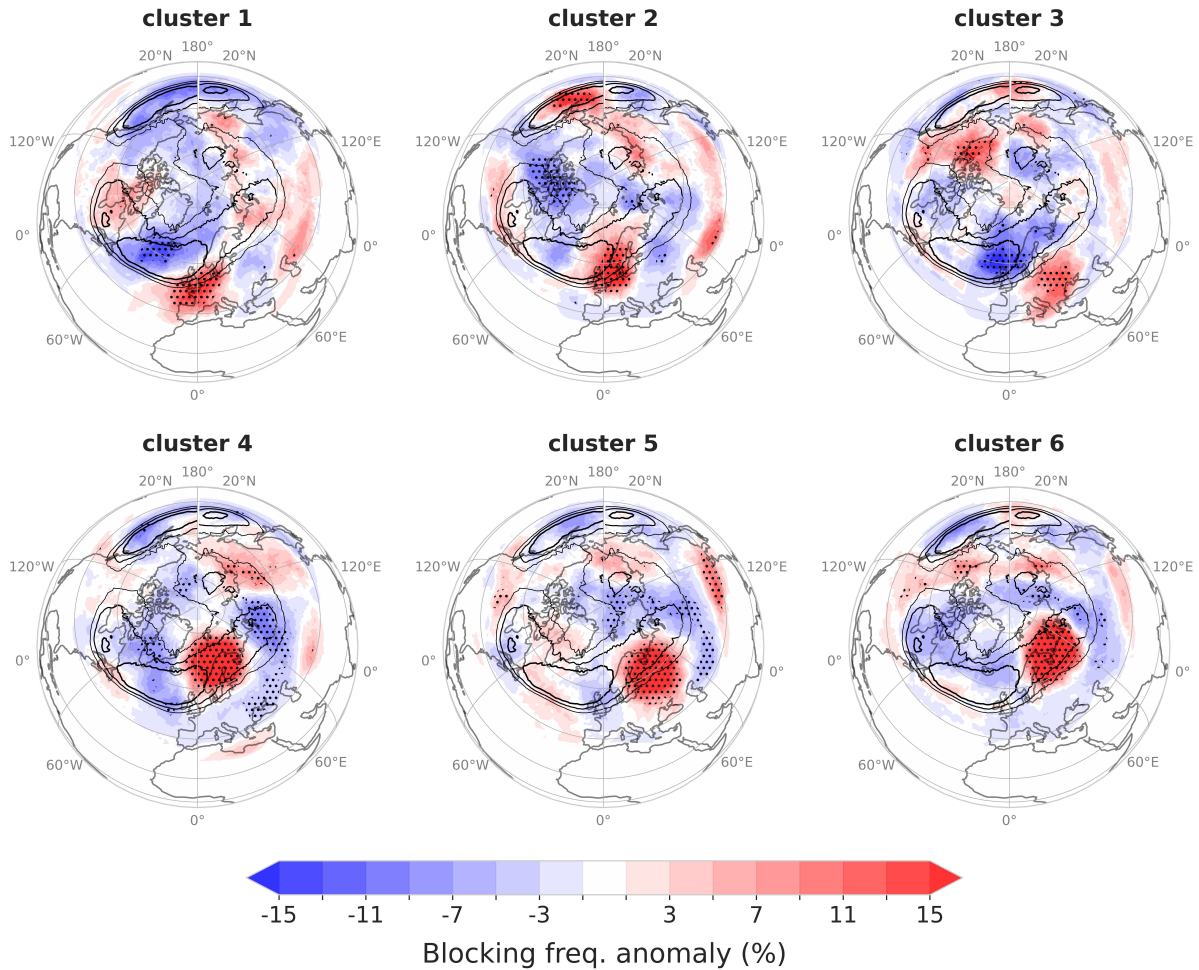 cluster 1 cluster 2 cluster 3
180° 180° 180°
20°N 20°N 20°N 20°N 20°N 20°N
120°W 120°E 120°W 120°E 120°W 120°E
0° 0° 0° 0° 0° 0°
60°W 60°E 60°W 60°E 60°W 60°E
0° 0° 0°
cluster 4 cluster 5 cluster 6
180° 180° 180°
20°N 20°N 20°N 20°N 20°N 20°N
120°W 120°E 120°W 120°E 120°W 120°E
0° 0° 0° 0° 0° 0°
60°W 60°E 60°W 60°E 60°W 60°E
0° 0° 0°
-15 -11 -7 -3 3 7 11 15
Blocking freq. anomaly (%)